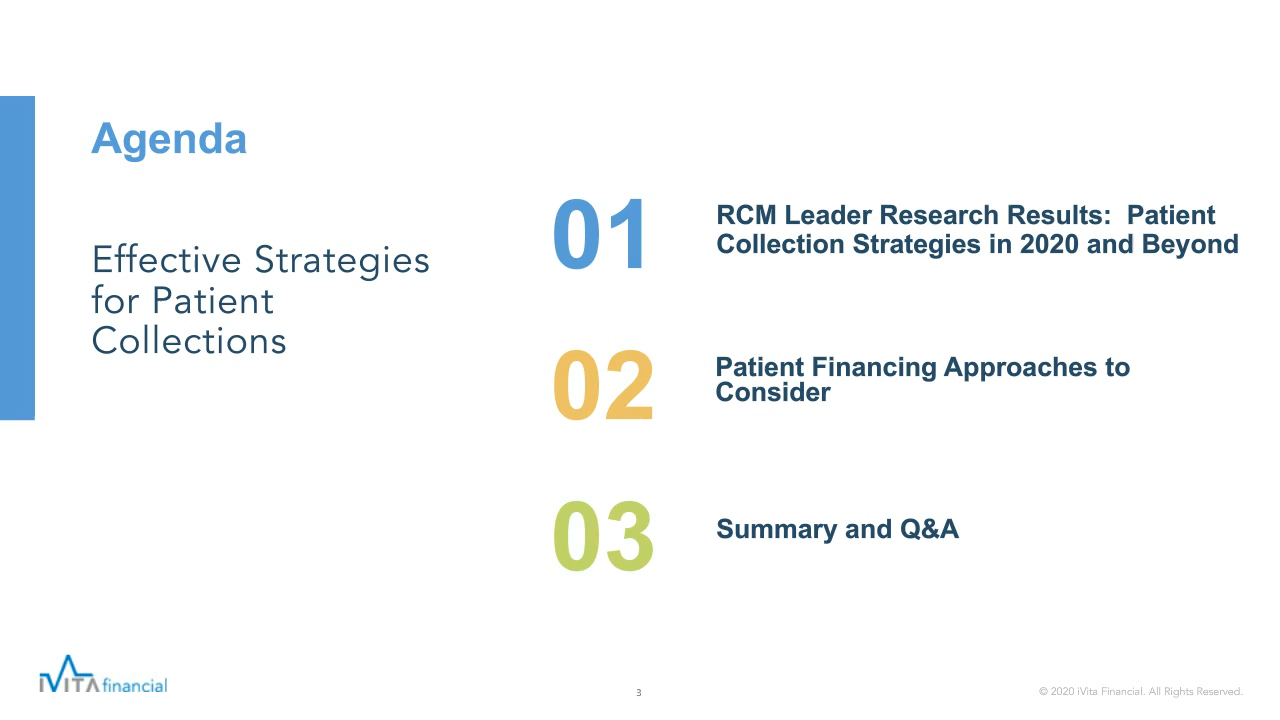 Agenda
Effective Strategies
for Patient
Collections
01
RCM Leader Research Results:  Patient
Collection Strategies in 2020 and Beyond
02
Patient Financing Approaches to
Consider
03
Summary and Q&A
iVITA financial
3
© 2020 iVita Financial. All Rights Reserved.